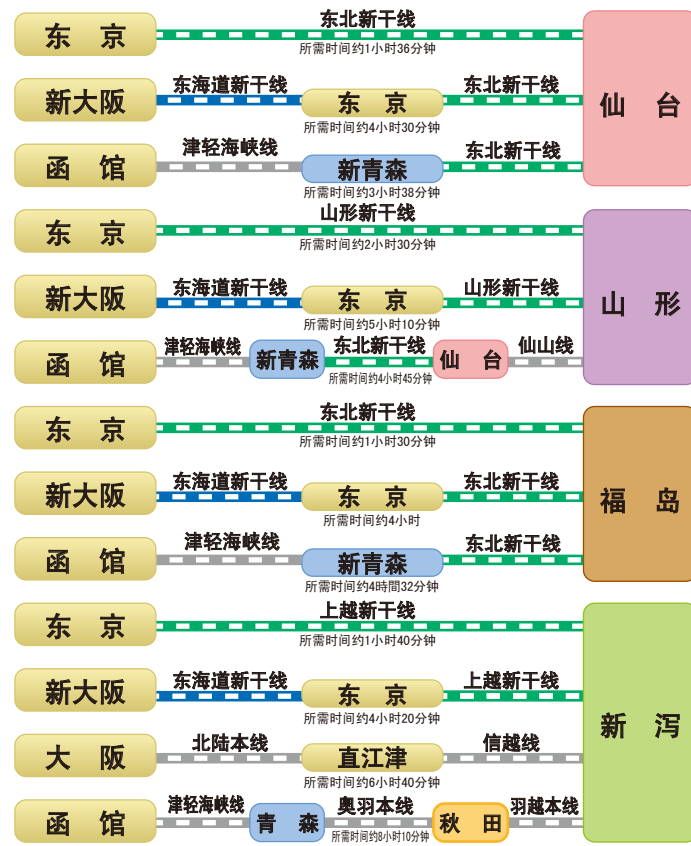 东北新干线
东 京
所需时间约1小时36分钟
东海道新干线
东北新干线
新大阪
东 京
仙 台
所需时间约4小时30分钟
津轻海峡线
东北新干线
函 馆
新青森
所需时间约3小时38分钟
山形新干线
东 京
所需时间约2小时30分钟
东海道新干线
山形新干线
新大阪
东 京
山 形
所需时间约5小时10分钟
津轻海峡线
东北新干线
仙山线
函 馆
新青森
仙 台
所需时间约4小时45分钟
东北新干线
东 京
所需时间约1小时30分钟
东海道新干线
东北新干线
新大阪
东 京
福 岛
所需时间约4小时
津轻海峡线
东北新干线
函 馆
新青森
所需时间约4時間32分钟
上越新干线
东 京
所需时间约1小时40分钟
东海道新干线
上越新干线
新大阪
东 京
所需时间约4小时20分钟
新 泻
北陆本线
信越线
大 阪
直江津
所需时间约6小时40分钟
津轻海峡线
奥羽本线
羽越本线
函 馆
青 森
秋 田
所需时间约8小时10分钟